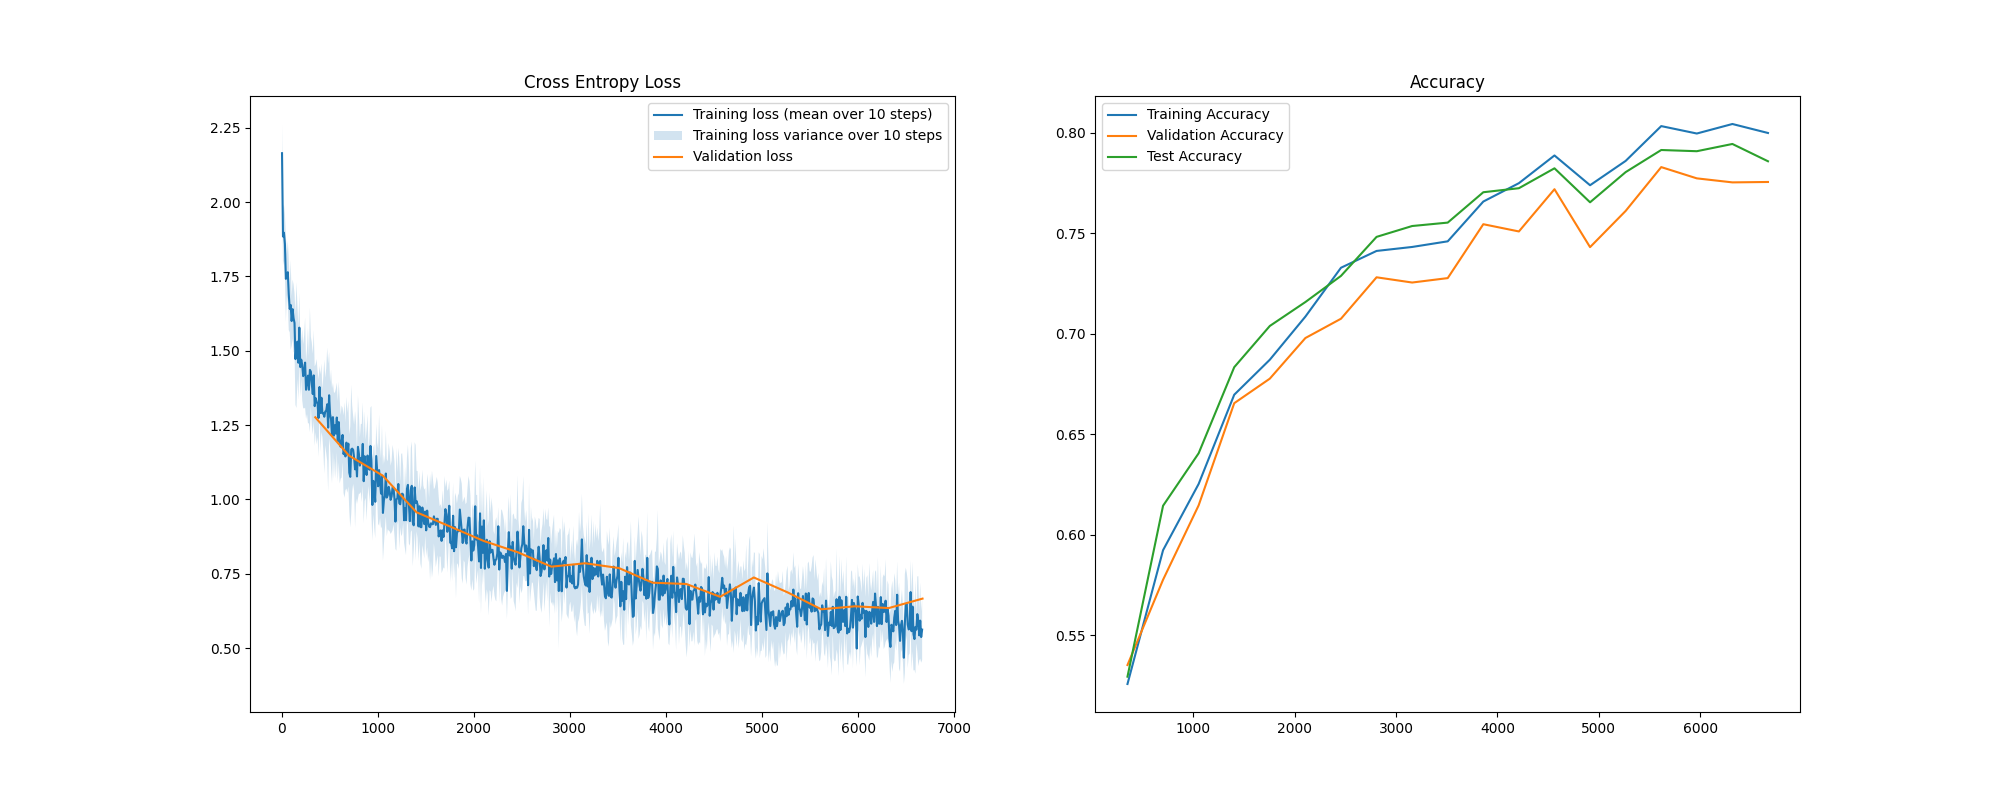 Cross Entropy Loss
Training loss (mean over 10 steps)
Training loss variance over 10 steps
Validation loss
2.25
2.00
1.75
1.50
1.25
1.00
0.75
0.50
0 1000 2000 3000 4000 5000 6000 7000
Accuracy
Training Accuracy
Validation Accuracy
Test Accuracy
0.80
0.75
0.70
0.65
0.60
0.55
1000 2000 3000 4000 5000 6000